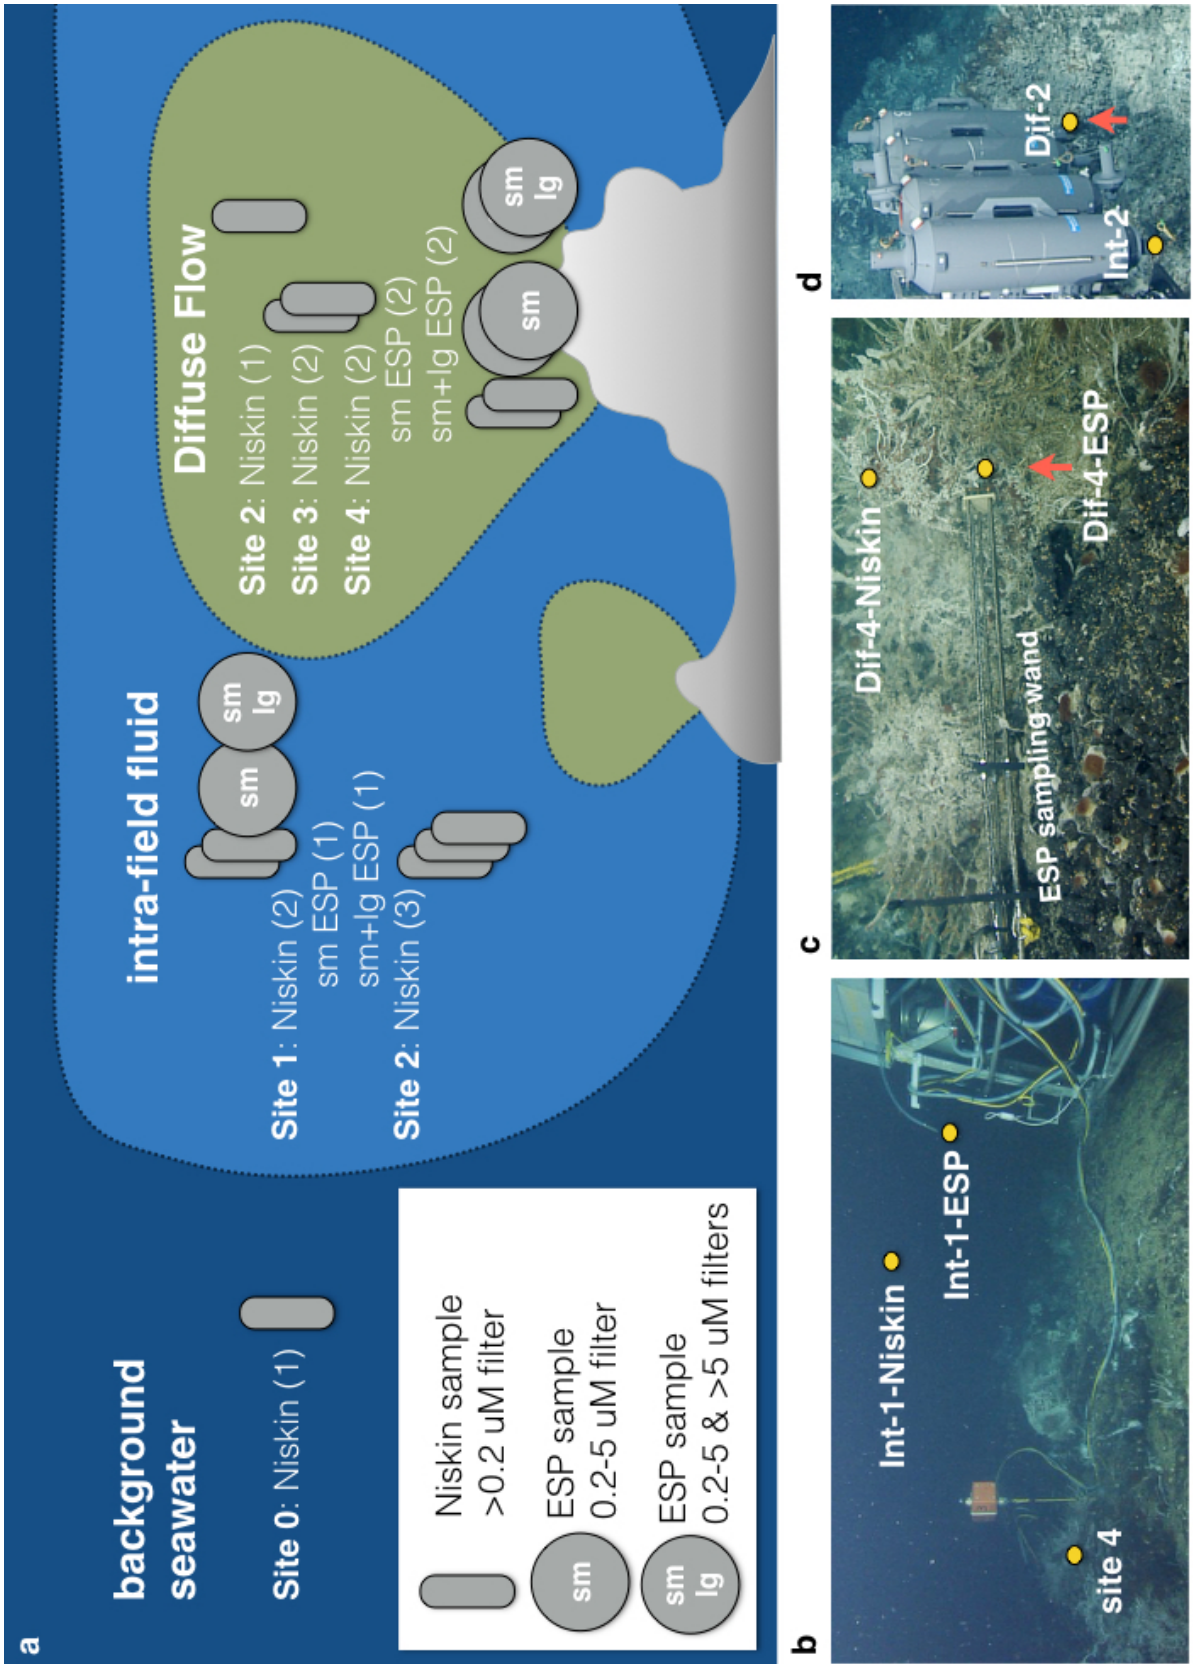 a
background
seawater
Site 0: Niskin (1)
intra-field fluid
sm
sm
lg
Site 1: Niskin (2)
sm ESP (1)
sm+lg ESP (1)
Site 2: Niskin (3)
Diffuse Flow
Site 2: Niskin (1)
Site 3: Niskin (2)
Site 4: Niskin (2)
sm ESP (2)
sm+lg ESP (2)
sm
sm
lg
Niskin sample
>0.2 uM filter
sm
ESP sample
0.2-5 uM filter
sm
lg
ESP sample
0.2-5 & >5 uM filters
b
Int-1-Niskin
Int-1-ESP
site 4
c
Dif-4-Niskin
ESP sampling wand
Dif-4-ESP
d
Int-2
Dif-2